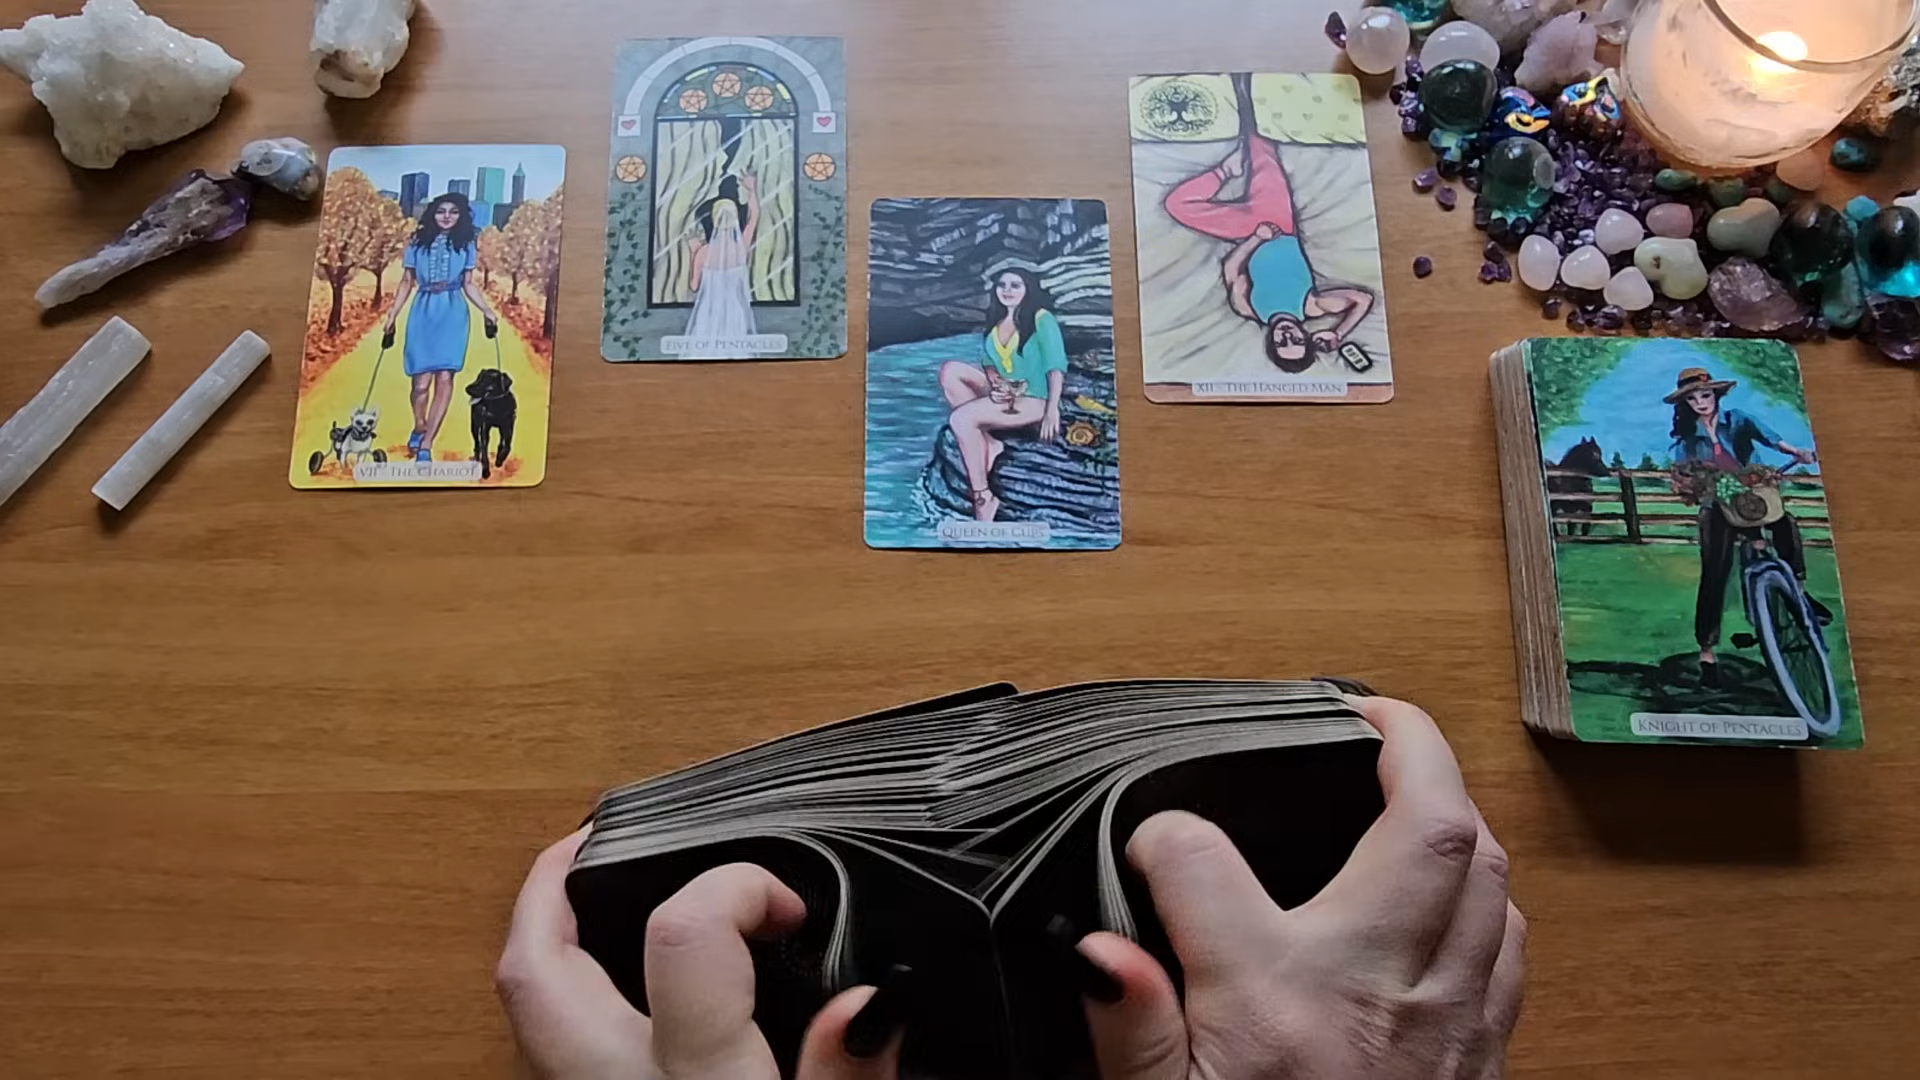 VII - THE CHARIOT
FIVE OF PENTACLES
QUEEN OF CUPS
XII - THE HANGED MAN
KNIGHT OF PENTACLES